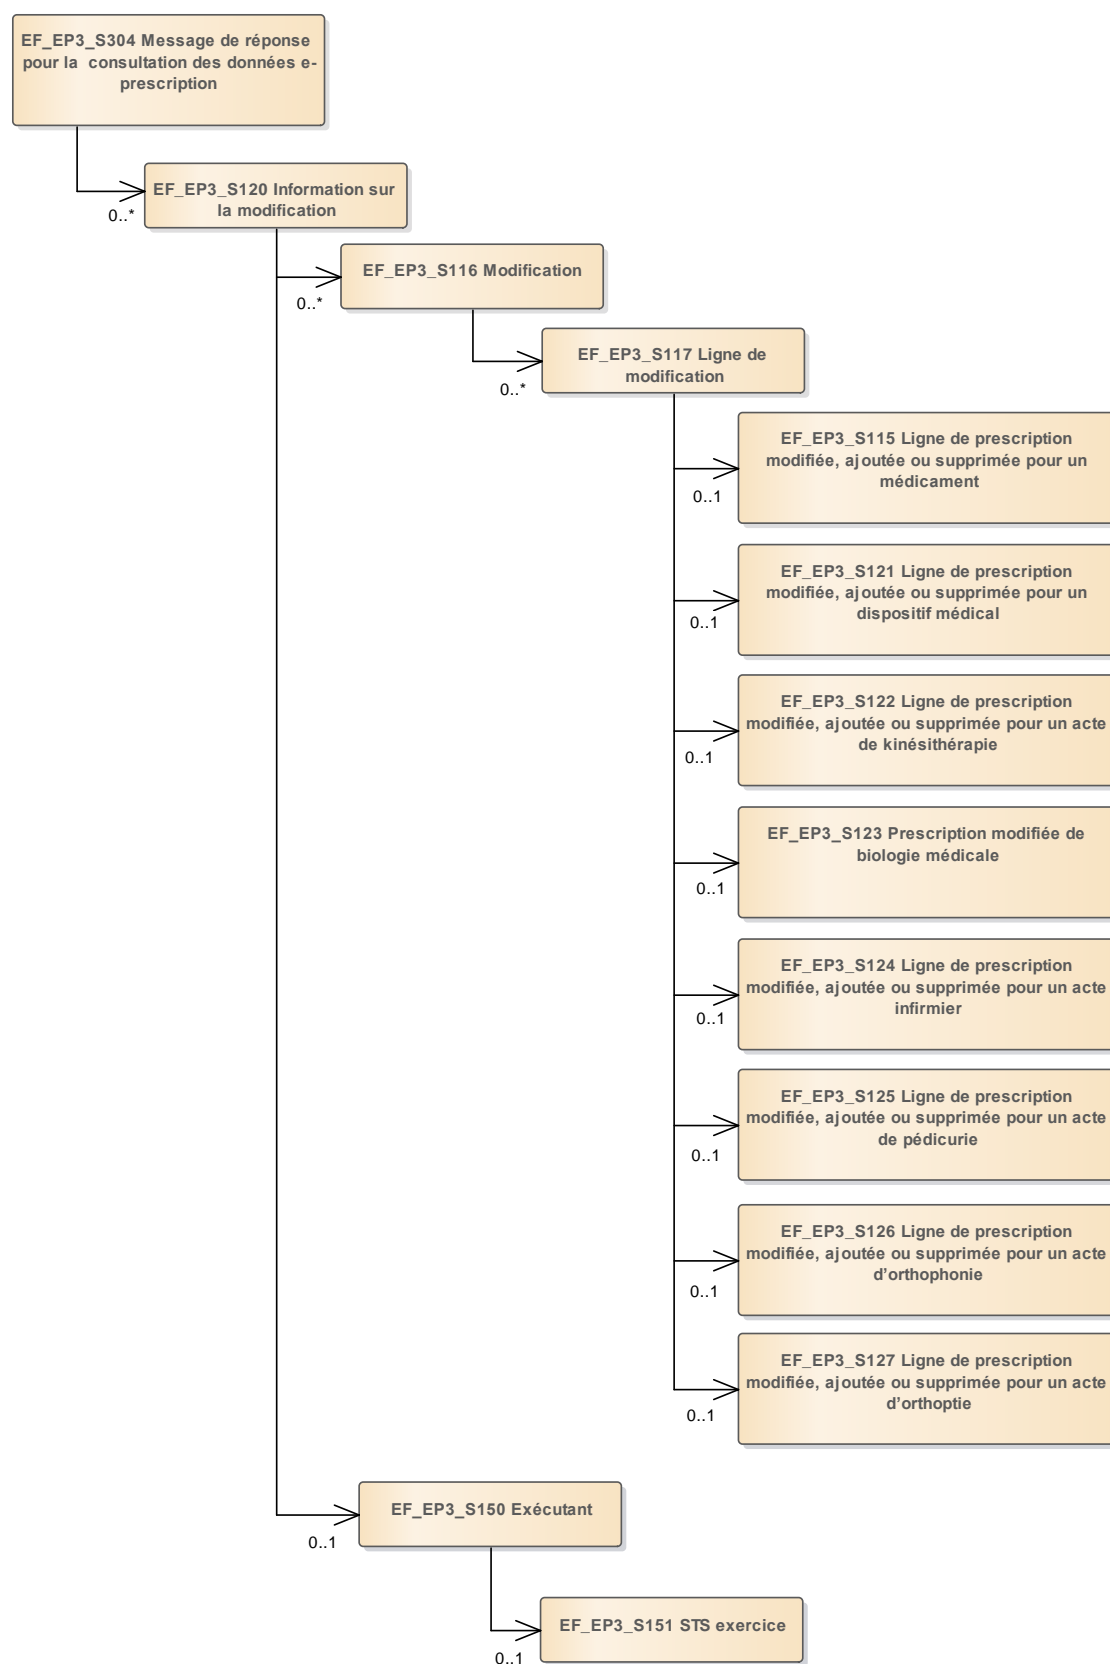 EF_EP3_S304 Message de réponse
pour la consultation des données e-
prescription
0..*
EF_EP3_S120 Information sur
la modification
0..*
EF_EP3_S116 Modification
0..*
EF_EP3_S117 Ligne de
modification
0..1
EF_EP3_S115 Ligne de prescription
modifiée, ajoutée ou supprimée pour un
médicament
0..1
EF_EP3_S121 Ligne de prescription
modifiée, ajoutée ou supprimée pour un
dispositif médical
0..1
EF_EP3_S122 Ligne de prescription
modifiée, ajoutée ou supprimée pour un acte
de kinésithérapie
0..1
EF_EP3_S123 Prescription modifiée de
biologie médicale
0..1
EF_EP3_S124 Ligne de prescription
modifiée, ajoutée ou supprimée pour un acte
infirmier
0..1
EF_EP3_S125 Ligne de prescription
modifiée, ajoutée ou supprimée pour un acte
de pédicurie
0..1
EF_EP3_S126 Ligne de prescription
modifiée, ajoutée ou supprimée pour un acte
d’orthophonie
0..1
EF_EP3_S127 Ligne de prescription
modifiée, ajoutée ou supprimée pour un acte
d’orthoptie
0..1
EF_EP3_S150 Exécutant
0..1
EF_EP3_S151 STS exercice